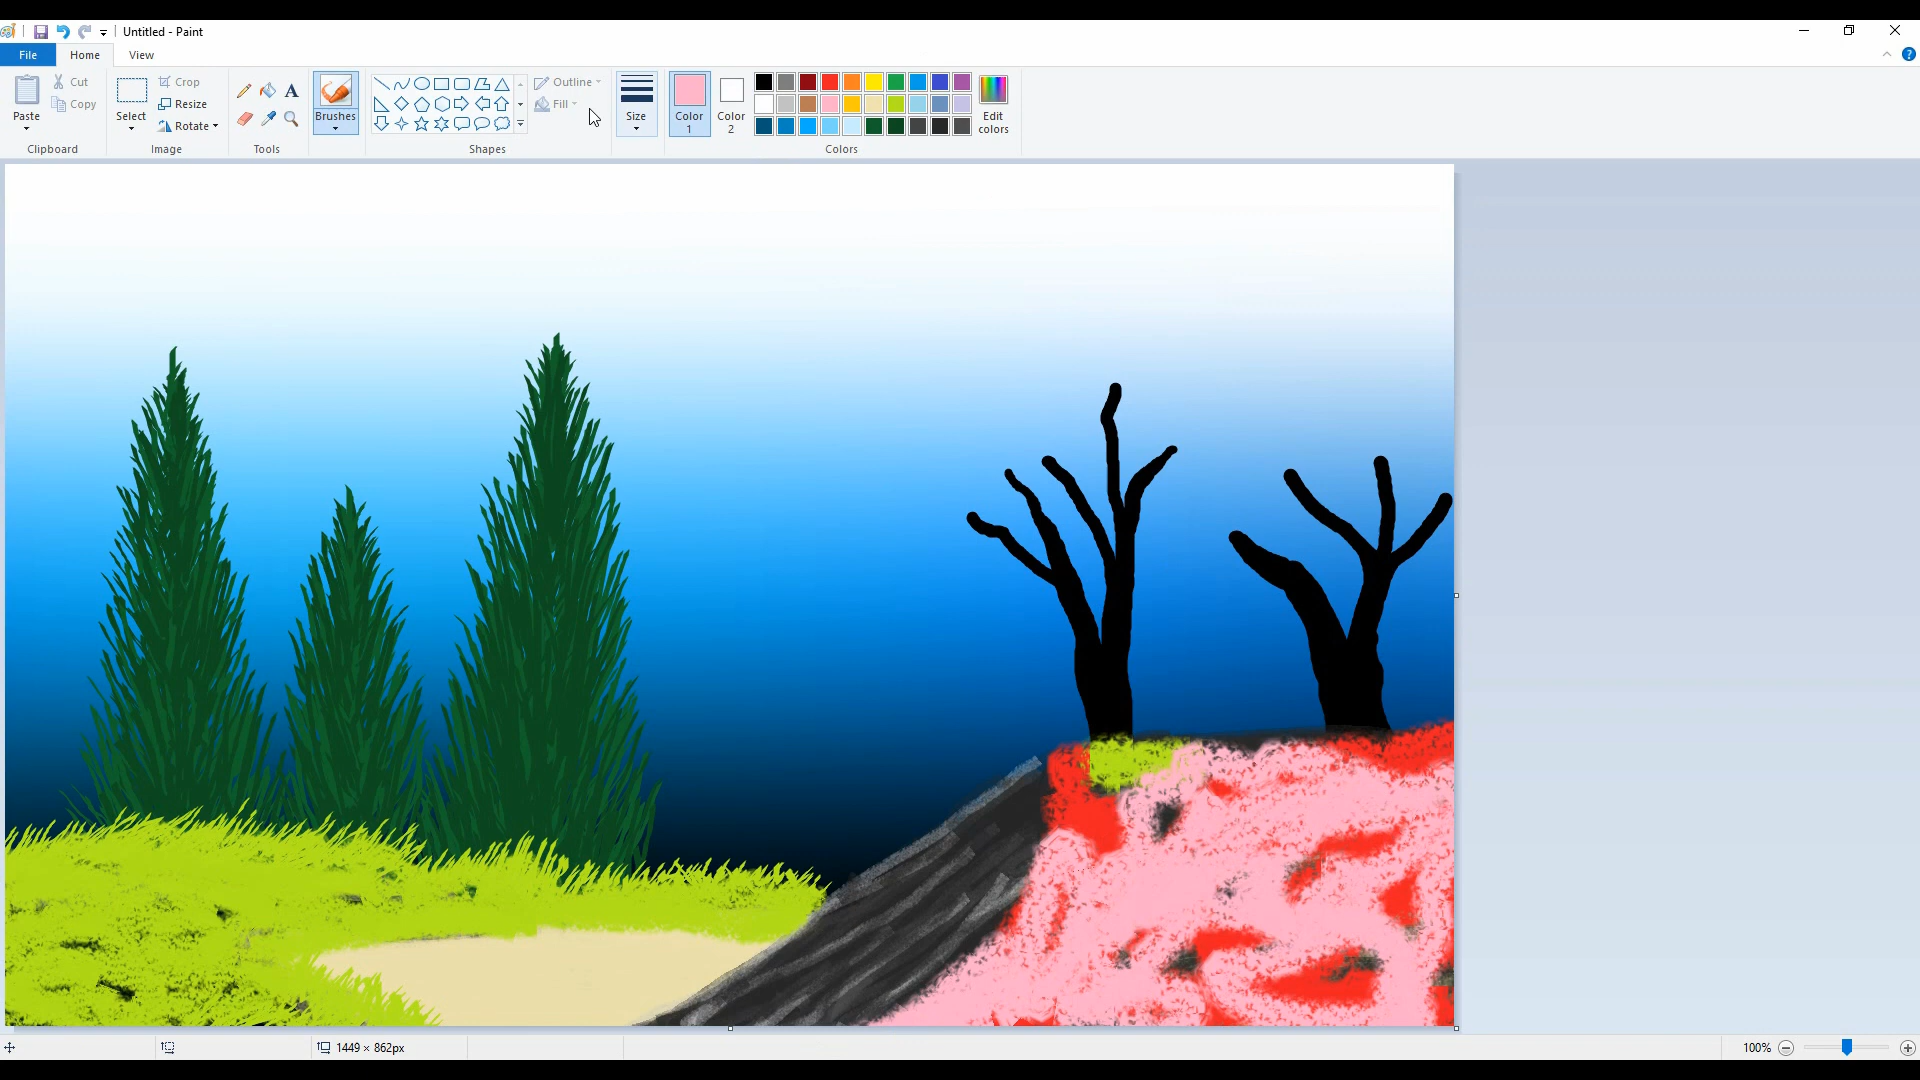 Untitled - Paint
File Home View
Paste
Cut
Copy
Clipboard
Select
Crop
Resize
Rotate
Image
A
Tools
Brushes
Outline
Fill
Shapes
Size
Color
1
Color
2
Edit
colors
Colors
1449 × 862px
100%